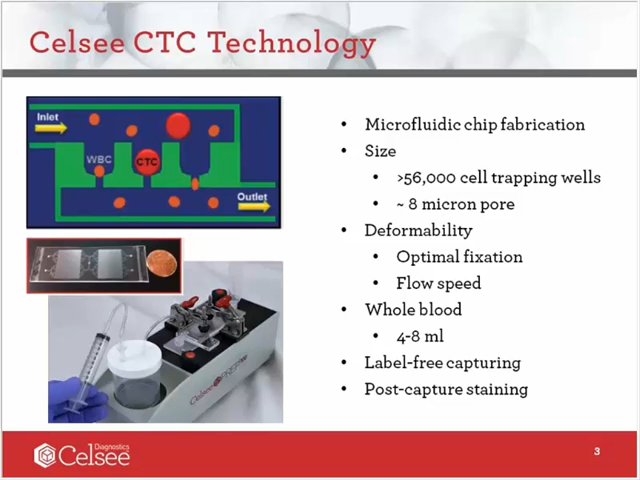 Celsee CTC Technology
Inlet
WBC
CTC
Outlet
• Microfluidic chip fabrication
• Size
• >56,000 cell trapping wells
• ~ 8 micron pore
• Deformability
• Optimal fixation
• Flow speed
• Whole blood
• 4-8 ml
• Label-free capturing
• Post-capture staining
Celsee PREP
Diagnostics
Celsee
3